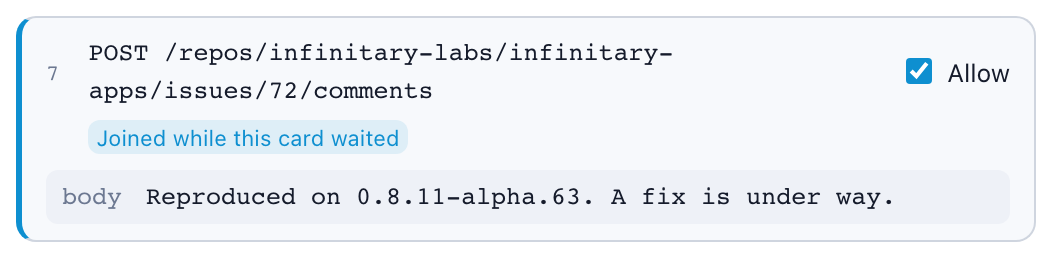 7
POST /repos/infinitary-labs/infinitary-
apps/issues/72/comments
Allow
Joined while this card waited
body Reproduced on 0.8.11-alpha.63. A fix is under way.